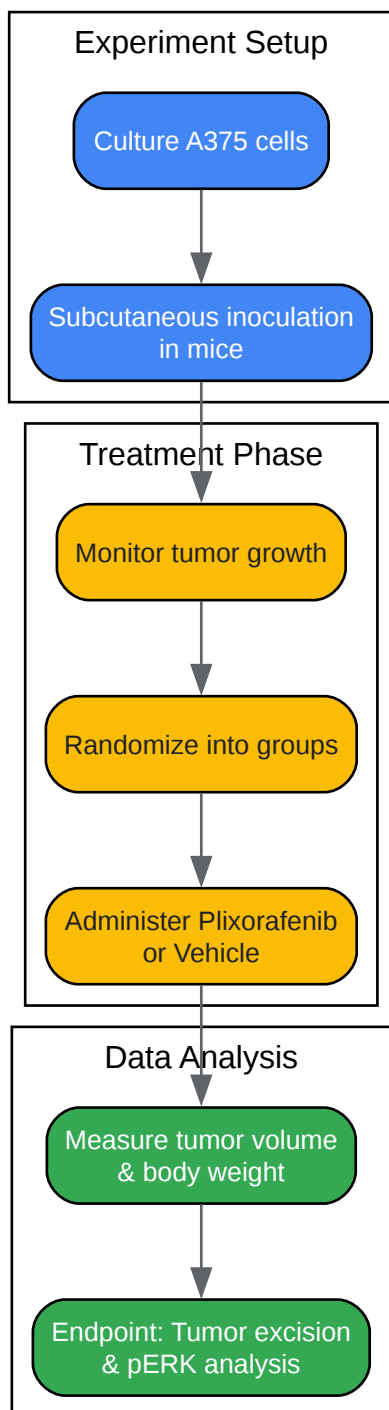 Experiment Setup
Culture A375 cells
Subcutaneous inoculation
in mice
Treatment Phase
Monitor tumor growth
Randomize into groups
Administer Plixorafenib
or Vehicle
Data Analysis
Measure tumor volume
& body weight
Endpoint: Tumor excision
& pERK analysis